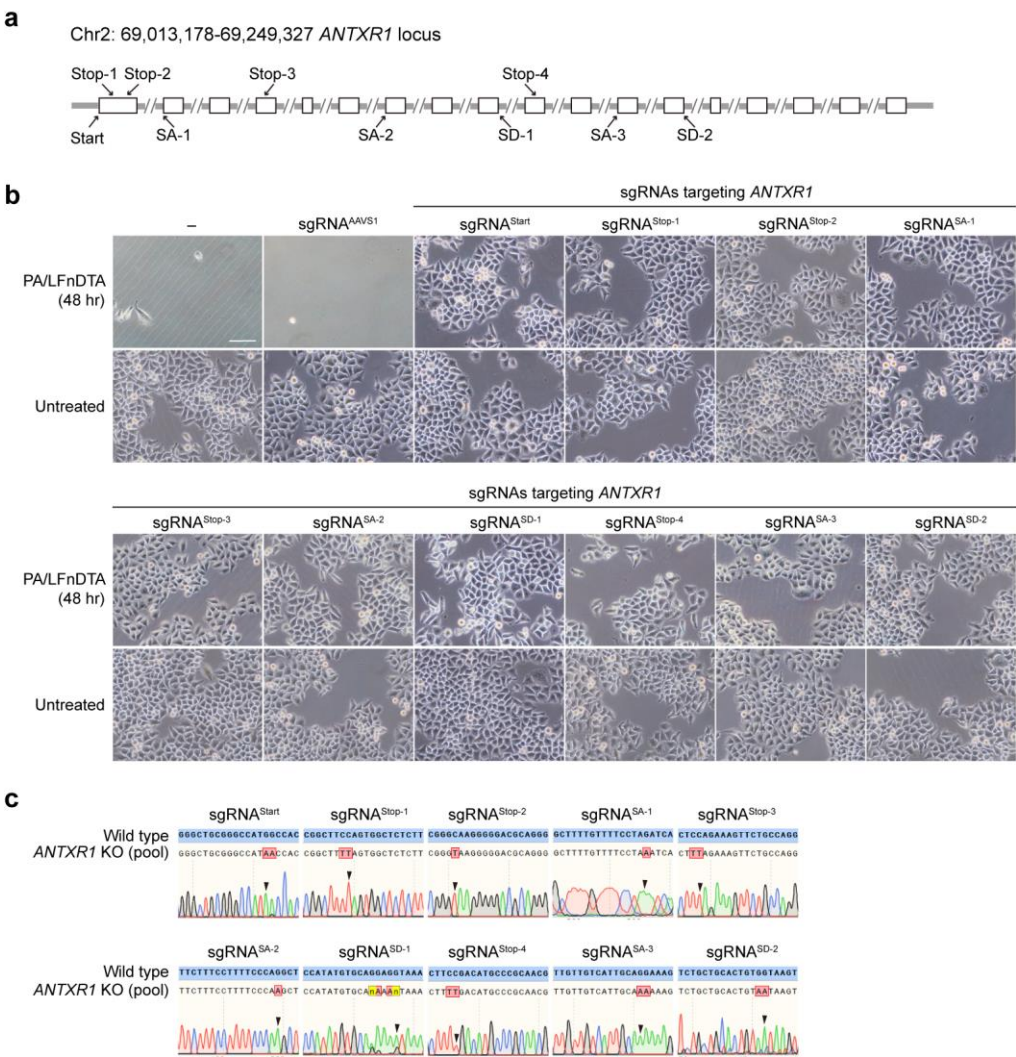 a
Chr2: 69,013,178-69,249,327 ANTXR1 locus
Stop-1 Stop-2 Stop-3 Stop-4
Start SA-1 SA-2 SD-1 SA-3 SD-2
b
sgRNAs targeting ANTXR1
– sgRNAAAVS1 sgRNAStart sgRNAStop-1 sgRNAStop-2 sgRNASA-1
PA/LFnDTA
(48 hr)
Untreated
sgRNAs targeting ANTXR1
sgRNAStop-3 sgRNASA-2 sgRNASD-1 sgRNAStop-4 sgRNASA-3 sgRNASD-2
PA/LFnDTA
(48 hr)
Untreated
c
sgRNAStart sgRNAStop-1 sgRNAStop-2 sgRNASA-1 sgRNAStop-3
Wild type GGGCTGCGGGCCATGGCCAC CGGCTTCCAGTGGCTCTCTT CGGGCAAGGGGGACGCAGGG GCTTTTGTTTTCCTAGATCA CTCCAGAAAGTTCTGCCAGG
ANTXR1 KO (pool) GGGCTGCGGGCCATAACCAC CGGCTTTTAGTGGCTCTCTT CGGGTAAGGGGGACGCAGGG GCTTTTGTTTTCCTAAATCA CTTTAGAAAGTTCTGCCAGG
sgRNASA-2 sgRNASD-1 sgRNAStop-4 sgRNASA-3 sgRNASD-2
Wild type TTCTTTCCTTTTCCCAGGCT CCATATGTGCAGGAGGTAAA CTTCCGACATGCCCGCAACG TTGTTGTCATTGCAGGAAAG TCTGCTGCACTGTGGTAAGT
ANTXR1 KO (pool) TTCTTTCCTTTTCCCAAGCT CCATATGTGCAnAAAnTAAA CTTTTGACATGCCCGCAACG TTGTTGTCATTGCAAAAAAG TCTGCTGCACTGTAATAAGT